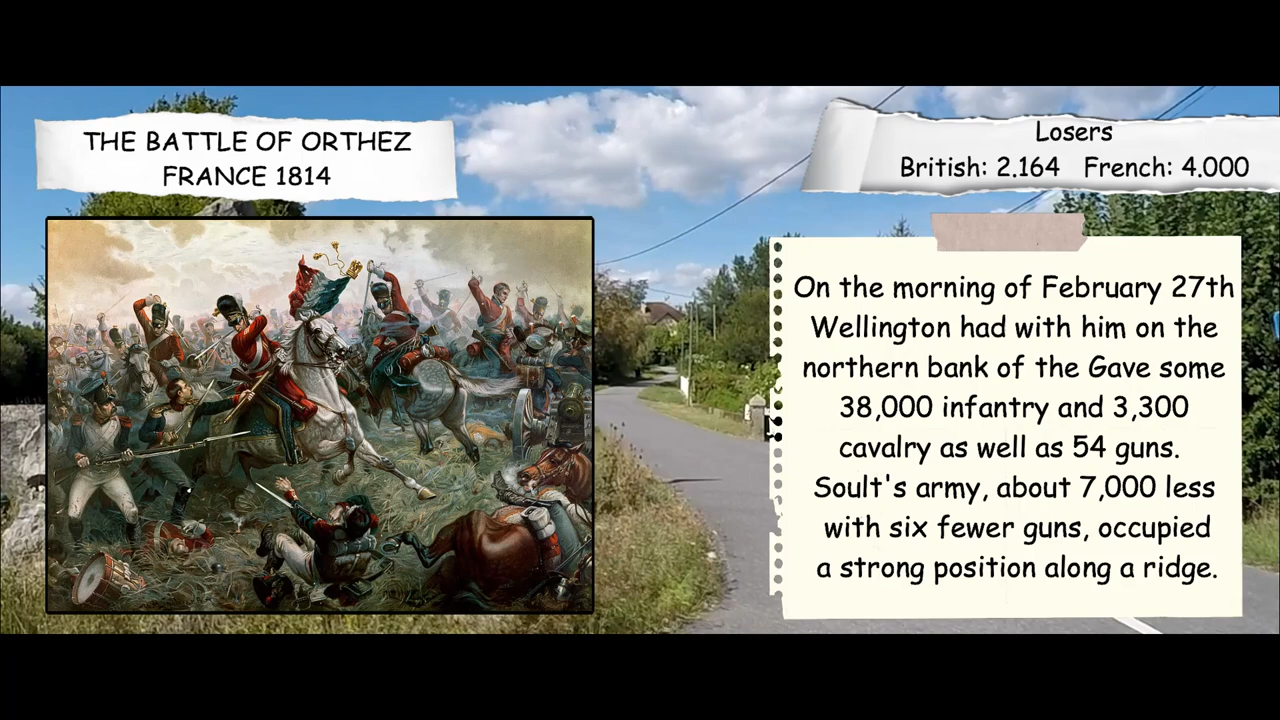 THE BATTLE OF ORTHEZ
FRANCE 1814
Losers
British: 2.164 French: 4.000
On the morning of February 27th
Wellington had with him on the
northern bank of the Gave some
38,000 infantry and 3,300
cavalry as well as 54 guns.
Soult's army, about 7,000 less
with six fewer guns, occupied
a strong position along a ridge.